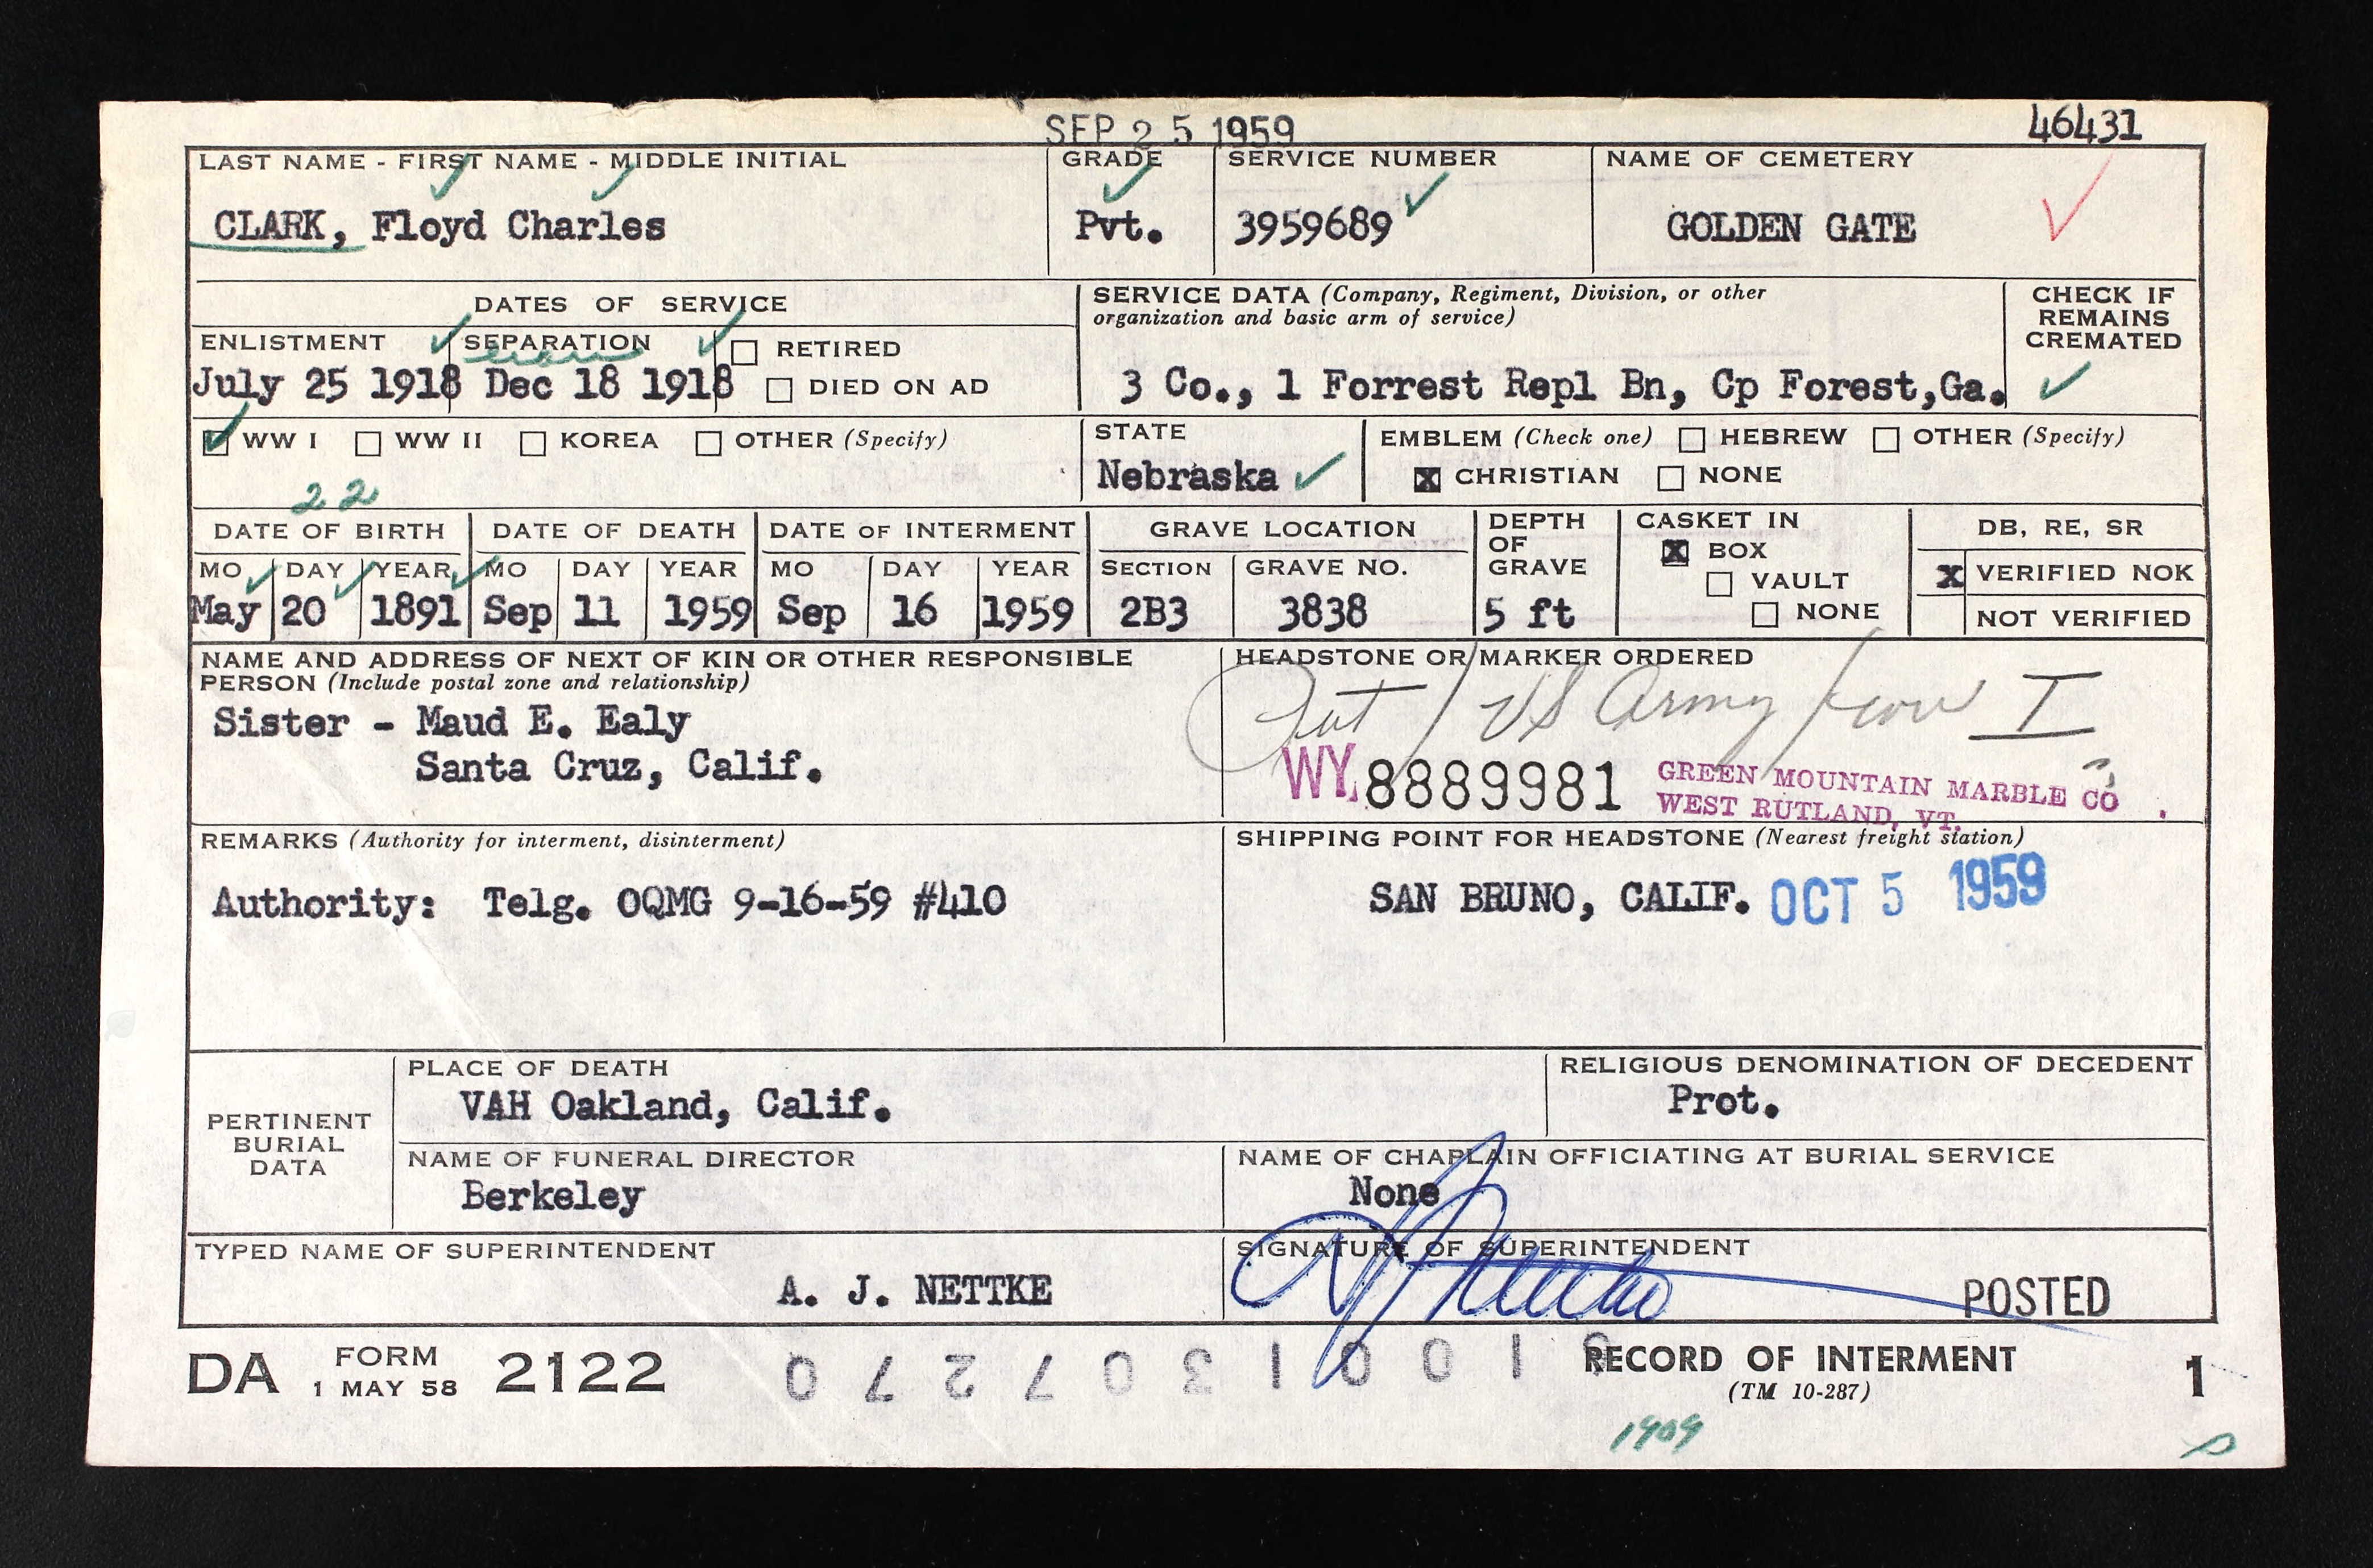 SEP 25 1959
46431
LAST NAME - FIRST NAME - MIDDLE INITIAL
CLARK, Floyd Charles
GRADE
Pvt.
SERVICE NUMBER
3959689
NAME OF CEMETERY
GOLDEN GATE
DATES OF SERVICE
ENLISTMENT
July 25 1918
SEPARATION
Dec 18 1918
RETIRED
DIED ON AD
SERVICE DATA (Company, Regiment, Division, or other
organization and basic arm of service)
3 Co., 1 Forrest Repl Bn, Cp Forest,Ga.
CHECK IF
REMAINS
CREMATED
WW I WW II KOREA OTHER (Specify)
STATE
Nebraska
EMBLEM (Check one) HEBREW OTHER (Specify)
X CHRISTIAN NONE
22
DATE OF BIRTH
MO DAY YEAR
May 20 1891
DATE OF DEATH
MO DAY YEAR
Sep 11 1959
DATE OF INTERMENT
MO DAY YEAR
Sep 16 1959
GRAVE LOCATION
SECTION GRAVE NO.
2B3 3838
DEPTH
OF
GRAVE
5 ft
CASKET IN
X BOX
VAULT
NONE
DB, RE, SR
X VERIFIED NOK
NOT VERIFIED
NAME AND ADDRESS OF NEXT OF KIN OR OTHER RESPONSIBLE
PERSON (Include postal zone and relationship)
Sister - Maud E. Ealy
Santa Cruz, Calif.
HEADSTONE OR MARKER ORDERED
Pvt / US Army / WW I
WY 8889981
GREEN MOUNTAIN MARBLE CO.
WEST RUTLAND, VT.
REMARKS (Authority for interment, disinterment)
Authority: Telg. OQMG 9-16-59 #410
SHIPPING POINT FOR HEADSTONE (Nearest freight station)
SAN BRUNO, CALIF. OCT 5 1959
PERTINENT
BURIAL
DATA
PLACE OF DEATH
VAH Oakland, Calif.
RELIGIOUS DENOMINATION OF DECEDENT
Prot.
NAME OF FUNERAL DIRECTOR
Berkeley
NAME OF CHAPLAIN OFFICIATING AT BURIAL SERVICE
None
TYPED NAME OF SUPERINTENDENT
A. J. NETTKE
SIGNATURE OF SUPERINTENDENT
A J Nettke
POSTED
DA FORM 2122
1 MAY 58
RECORD OF INTERMENT
(TM 10-287)
1
1909